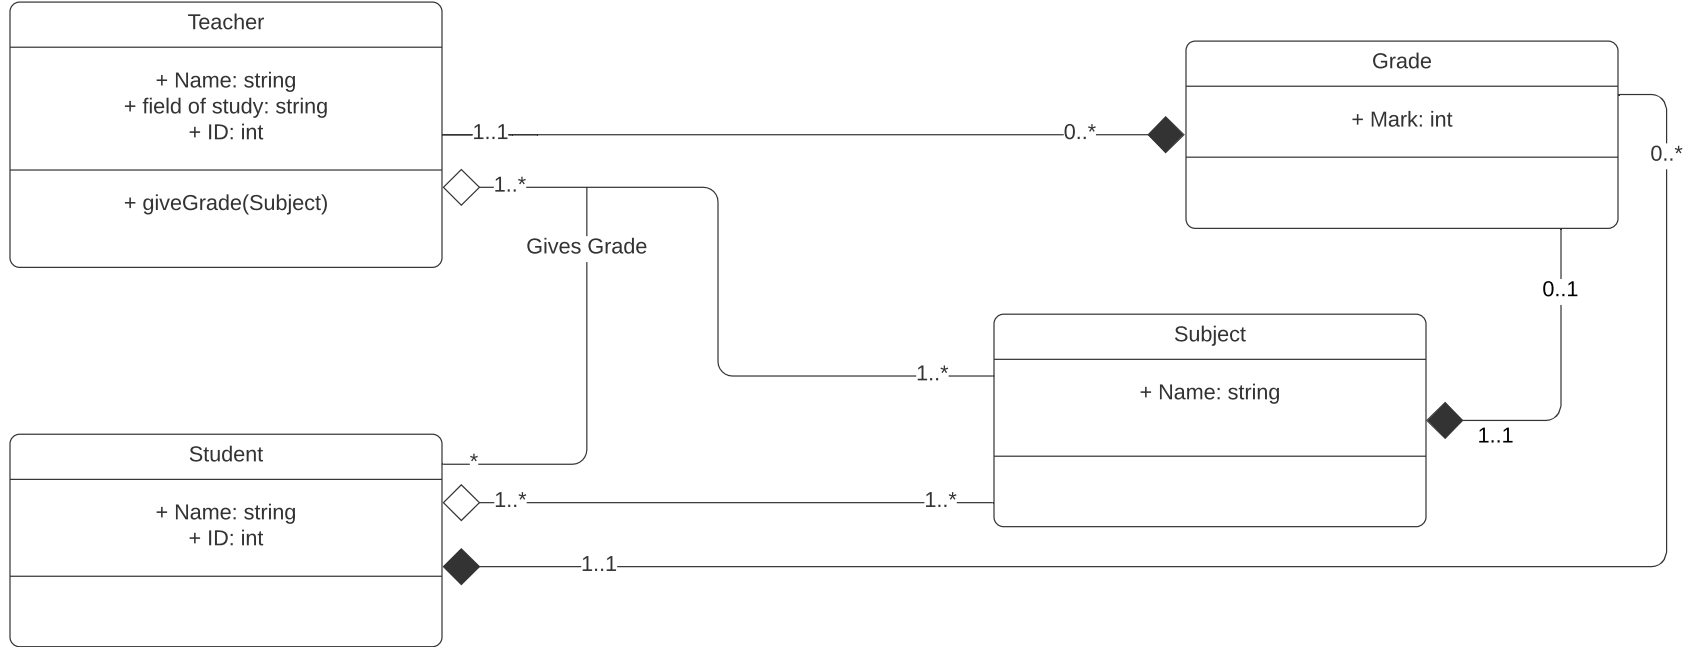 Teacher
+ Name: string
+ field of study: string
+ ID: int
+ giveGrade(Subject)
1..1
0..*
Grade
+ Mark: int
0..*
1..*
Gives Grade
0..1
Subject
+ Name: string
1..*
1..1
Student
+ Name: string
+ ID: int
*
1..*
1..*
1..1